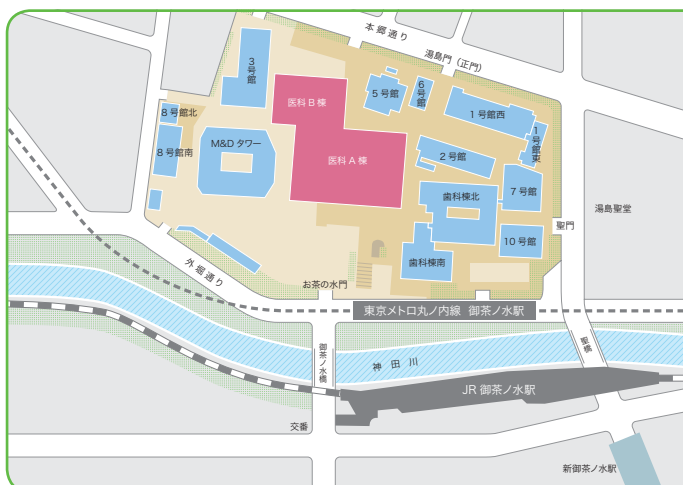 本郷通り
湯島門（正門）
3号館
医科B棟
5号館
6号館
1号館西
1号館東
8号館北
8号館南
M&Dタワー
医科A棟
2号館
歯科棟北
7号館
湯島聖堂
聖門
10号館
歯科棟南
外堀通り
お茶の水門
東京メトロ丸ノ内線 御茶ノ水駅
御茶ノ水橋
神田川
聖橋
JR 御茶ノ水駅
交番
新御茶ノ水駅